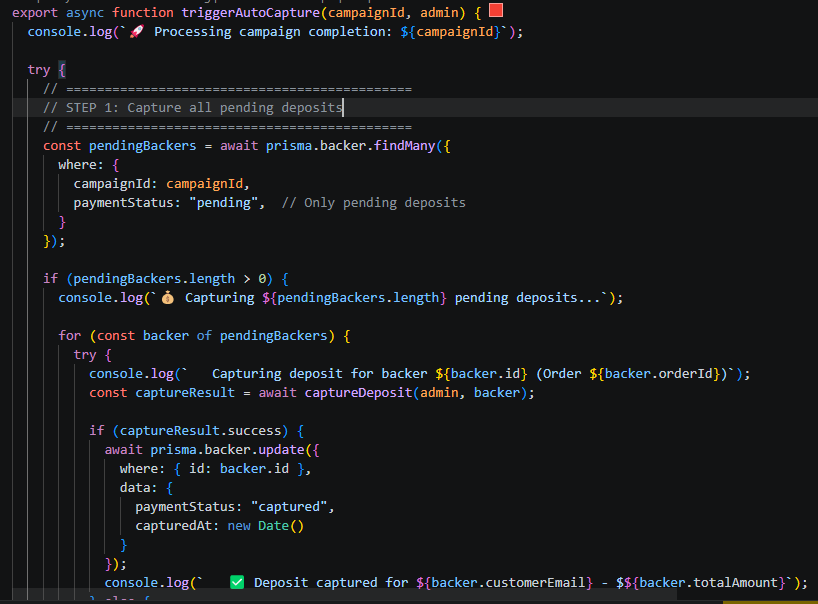 export async function triggerAutoCapture(campaignId, admin) { 🟥
console.log(`🚀 Processing campaign completion: ${campaignId}`);
try {
// =============================================
// STEP 1: Capture all pending deposits
// =============================================
const pendingBackers = await prisma.backer.findMany({
where: {
campaignId: campaignId,
paymentStatus: "pending", // Only pending deposits
}
});
if (pendingBackers.length > 0) {
console.log(`💰 Capturing ${pendingBackers.length} pending deposits...`);
for (const backer of pendingBackers) {
try {
console.log(`   Capturing deposit for backer ${backer.id} (Order ${backer.orderId})`);
const captureResult = await captureDeposit(admin, backer);
if (captureResult.success) {
await prisma.backer.update({
where: { id: backer.id },
data: {
paymentStatus: "captured",
capturedAt: new Date()
}
});
console.log(`   ✅ Deposit captured for ${backer.customerEmail} - $${backer.totalAmount}`);
} else {